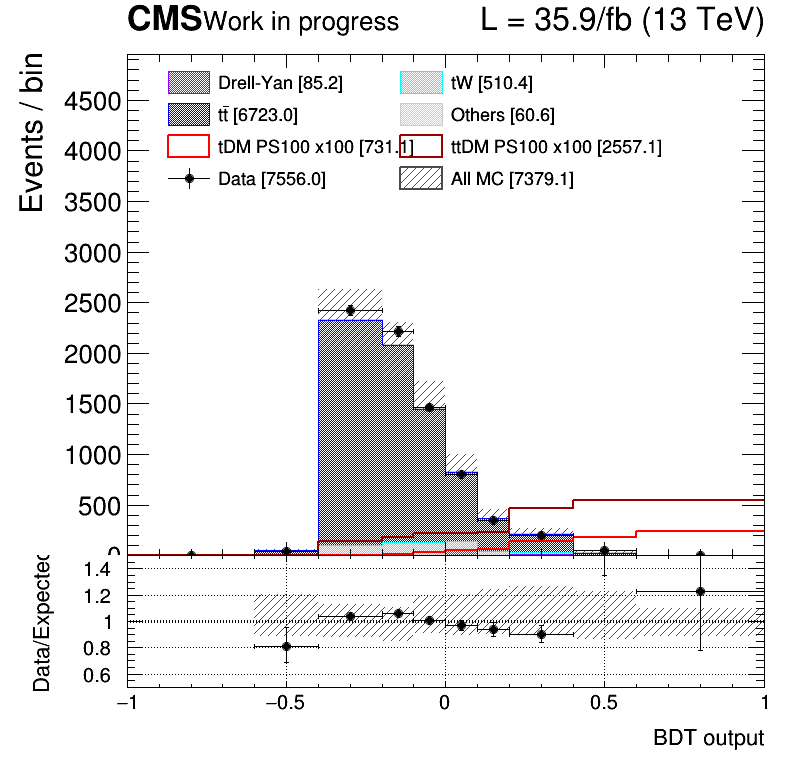 CMS Work in progress L = 35.9/fb (13 TeV)
Events / bin
Drell-Yan [85.2] tW [510.4]
tt̄ [6723.0] Others [60.6]
tDM PS100 x100 [731.1] ttDM PS100 x100 [2557.1]
Data [7556.0] All MC [7379.1]
4500
4000
3500
3000
2500
2000
1500
1000
500
0
Data/Expected
1.4
1.2
1
0.8
0.6
−1 −0.5 0 0.5 1
BDT output